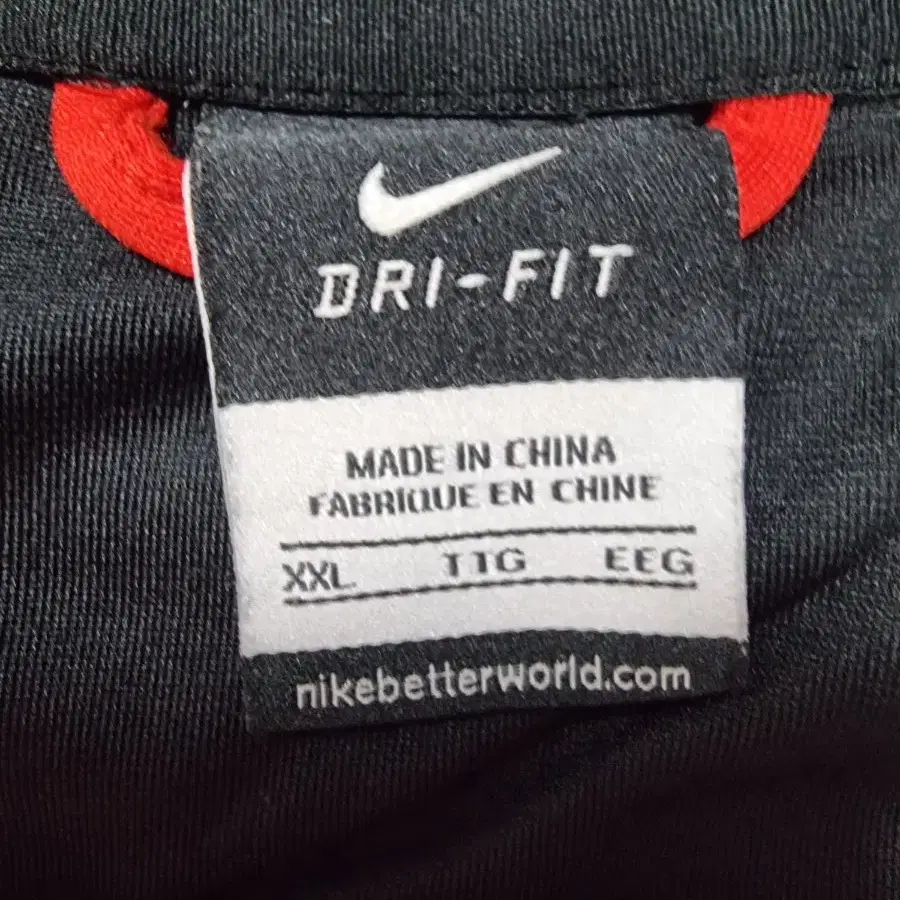 DRI-FIT
MADE IN CHINA
FABRIQUE EN CHINE
XXL TTG EEG
nikebetterworld.com